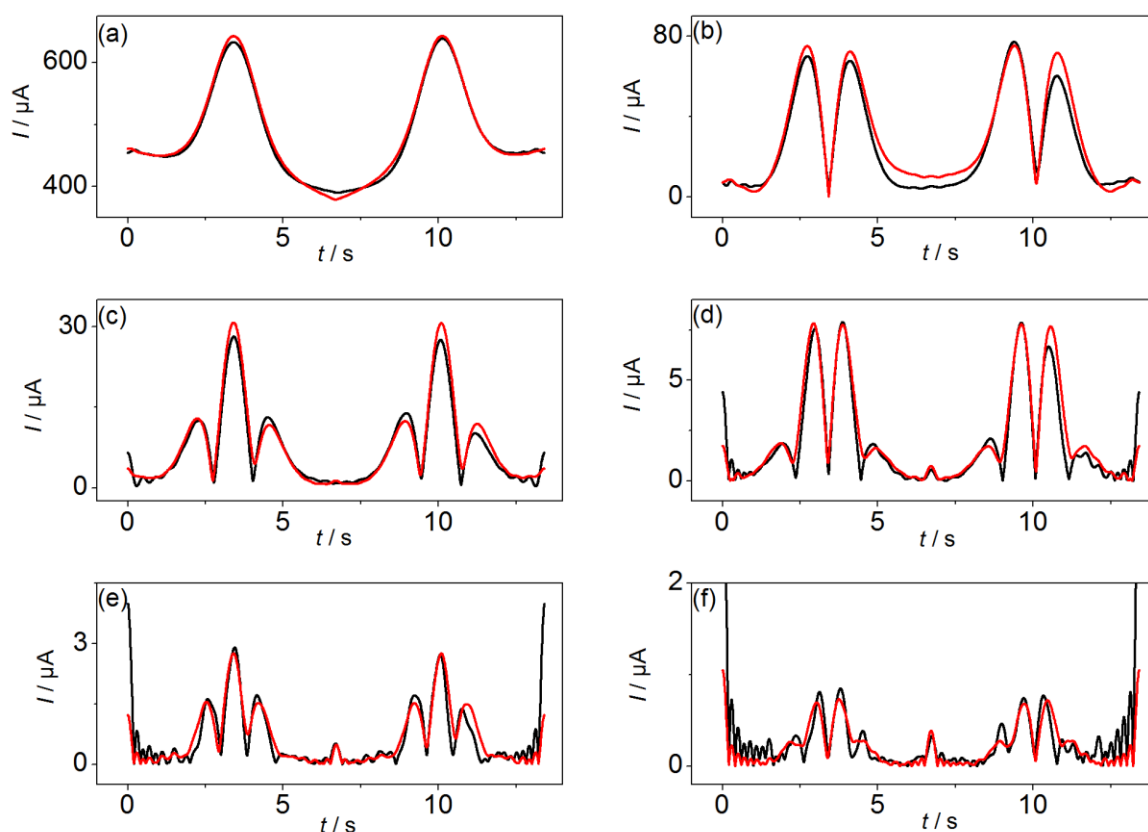 (a)
600
400
I / µA
0 5 10
t / s
(b)
80
0
I / µA
0 5 10
t / s
(c)
30
0
I / µA
0 5 10
t / s
(d)
5
0
I / µA
0 5 10
t / s
(e)
3
0
I / µA
0 5 10
t / s
(f)
2
1
0
I / µA
0 5 10
t / s